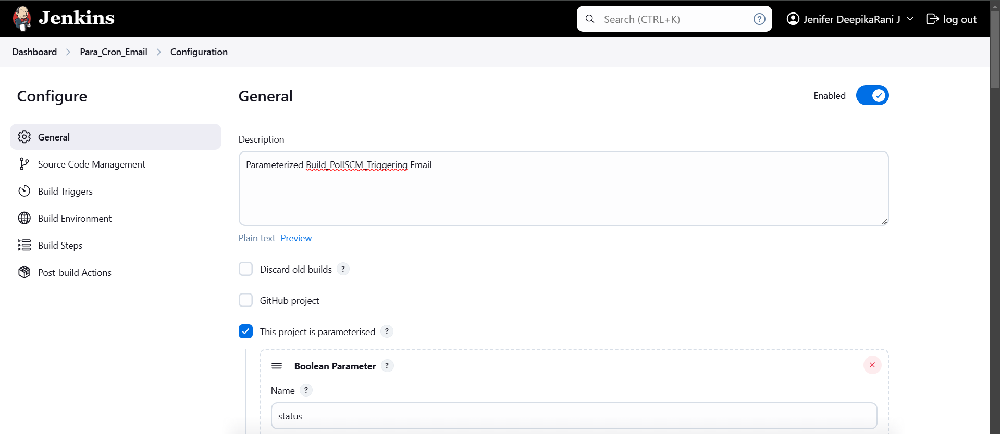 Jenkins
Search (CTRL+K)
?
Jenifer DeepikaRani J
log out
Dashboard
Para_Cron_Email
Configuration
Configure
General
Source Code Management
Build Triggers
Build Environment
Build Steps
Post-build Actions
General
Enabled
Description
Parameterized Build_PollSCM_Triggering Email
Plain text Preview
Discard old builds ?
GitHub project
This project is parameterised ?
Boolean Parameter ?
Name ?
status